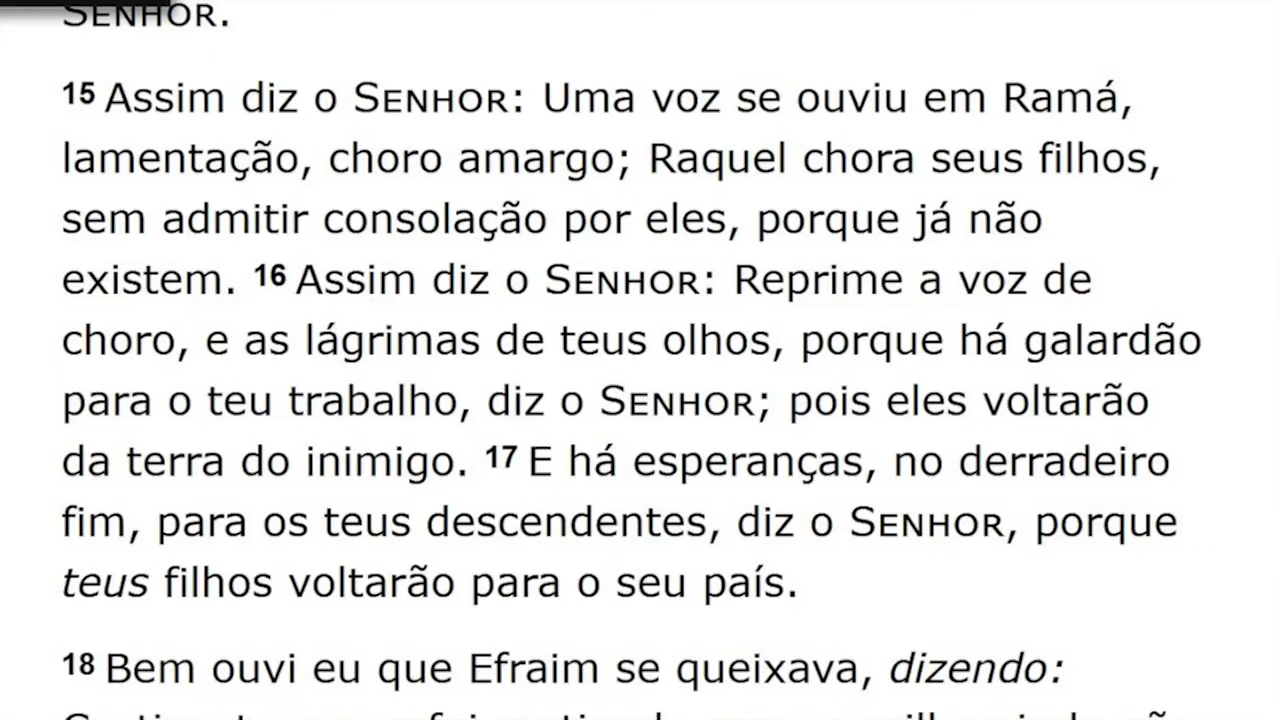 SENHOR.
15 Assim diz o SENHOR: Uma voz se ouviu em Ramá,
lamentação, choro amargo; Raquel chora seus filhos,
sem admitir consolação por eles, porque já não
existem. 16 Assim diz o SENHOR: Reprime a voz de
choro, e as lágrimas de teus olhos, porque há galardão
para o teu trabalho, diz o SENHOR; pois eles voltarão
da terra do inimigo. 17 E há esperanças, no derradeiro
fim, para os teus descendentes, diz o SENHOR, porque
teus filhos voltarão para o seu país.
18 Bem ouvi eu que Efraim se queixava, dizendo: